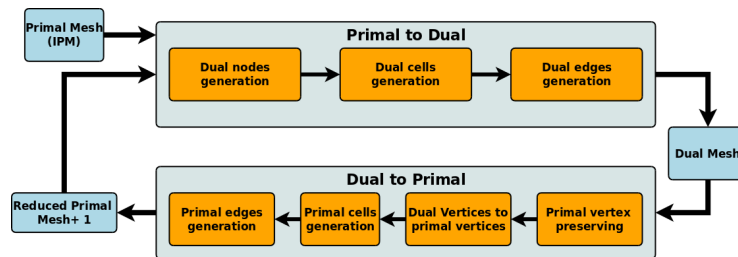 Primal Mesh
(IPM)
Primal to Dual
Dual nodes
generation
Dual cells
generation
Dual edges
generation
Dual Mesh
Dual to Primal
Reduced Primal
Mesh+ 1
Primal edges
generation
Primal cells
generation
Dual Vertices to
primal vertices
Primal vertex
preserving